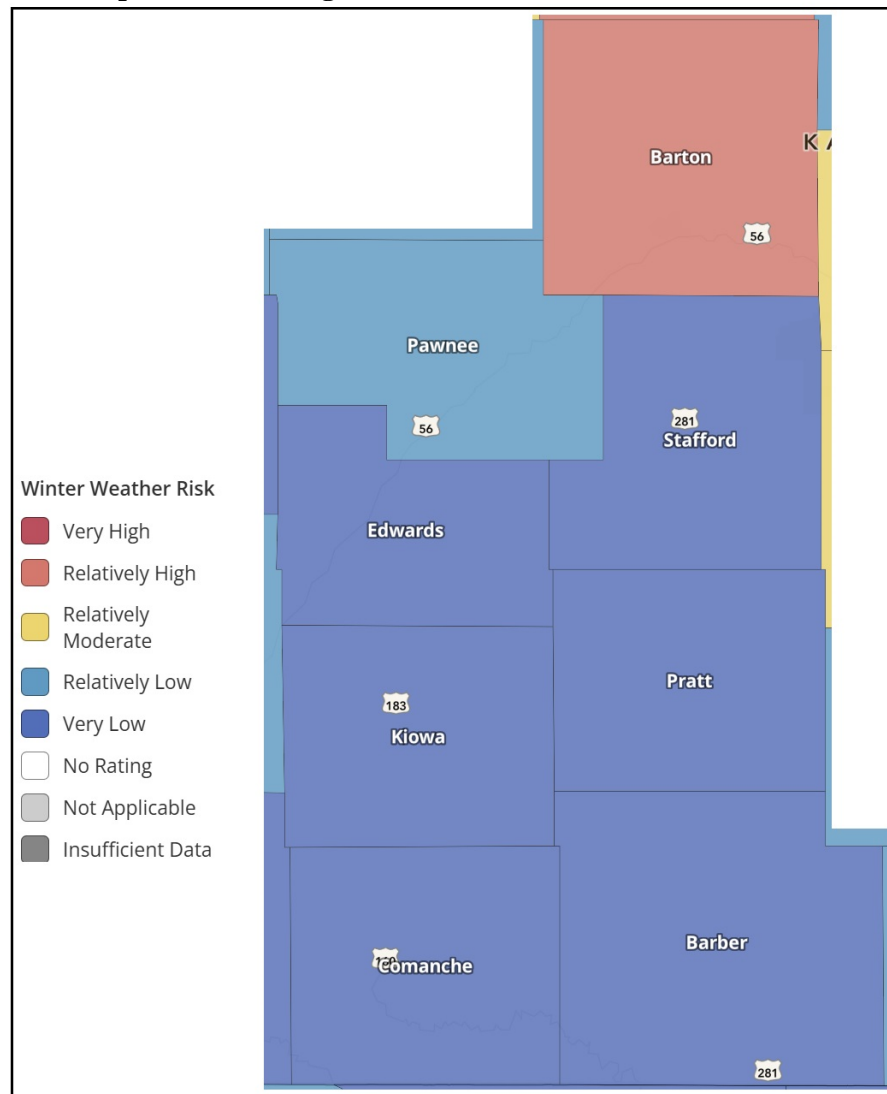 K
Barton
56
Pawnee
56
281
Stafford
Winter Weather Risk
Very High
Relatively High
Relatively
Moderate
Relatively Low
Very Low
No Rating
Not Applicable
Insufficient Data
Edwards
Pratt
183
Kiowa
Barber
Comanche
281